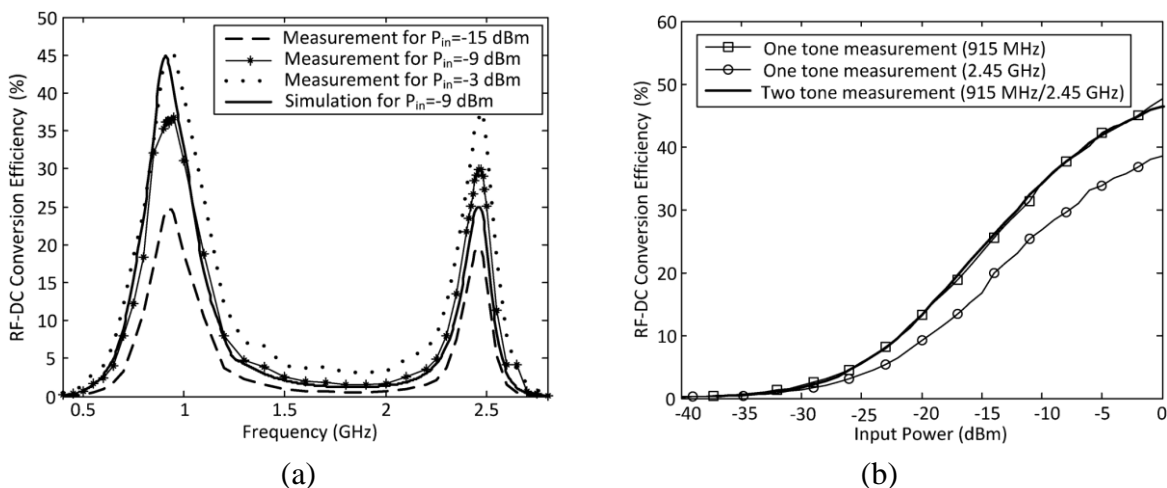 50
45
40
35
30
25
20
15
10
5
0
RF-DC Conversion Efficiency (%)
Measurement for Pin=-15 dBm
Measurement for Pin=-9 dBm
Measurement for Pin=-3 dBm
Simulation for Pin=-9 dBm
0.5 1 1.5 2 2.5
Frequency (GHz)
(a)
60
50
40
30
20
10
0
RF-DC Conversion Efficiency (%)
One tone measurement (915 MHz)
One tone measurement (2.45 GHz)
Two tone measurement (915 MHz/2.45 GHz)
-40 -35 -30 -25 -20 -15 -10 -5 0
Input Power (dBm)
(b)